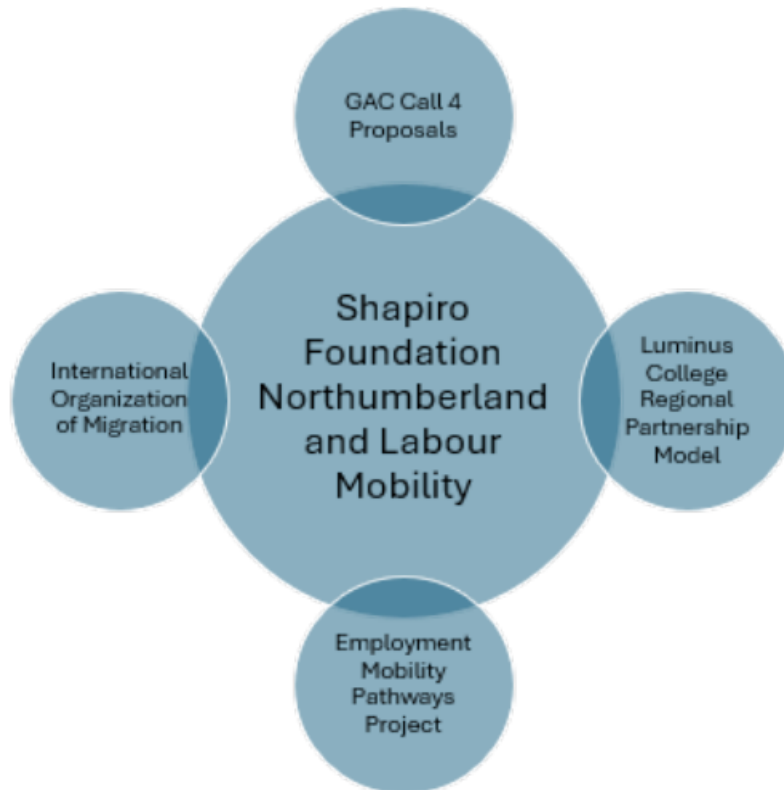 GAC Call 4
Proposals
Shapiro
Foundation
Northumberland
and Labour
Mobility
International
Organization
of Migration
Luminus
College
Regional
Partnership
Model
Employment
Mobility
Pathways
Project